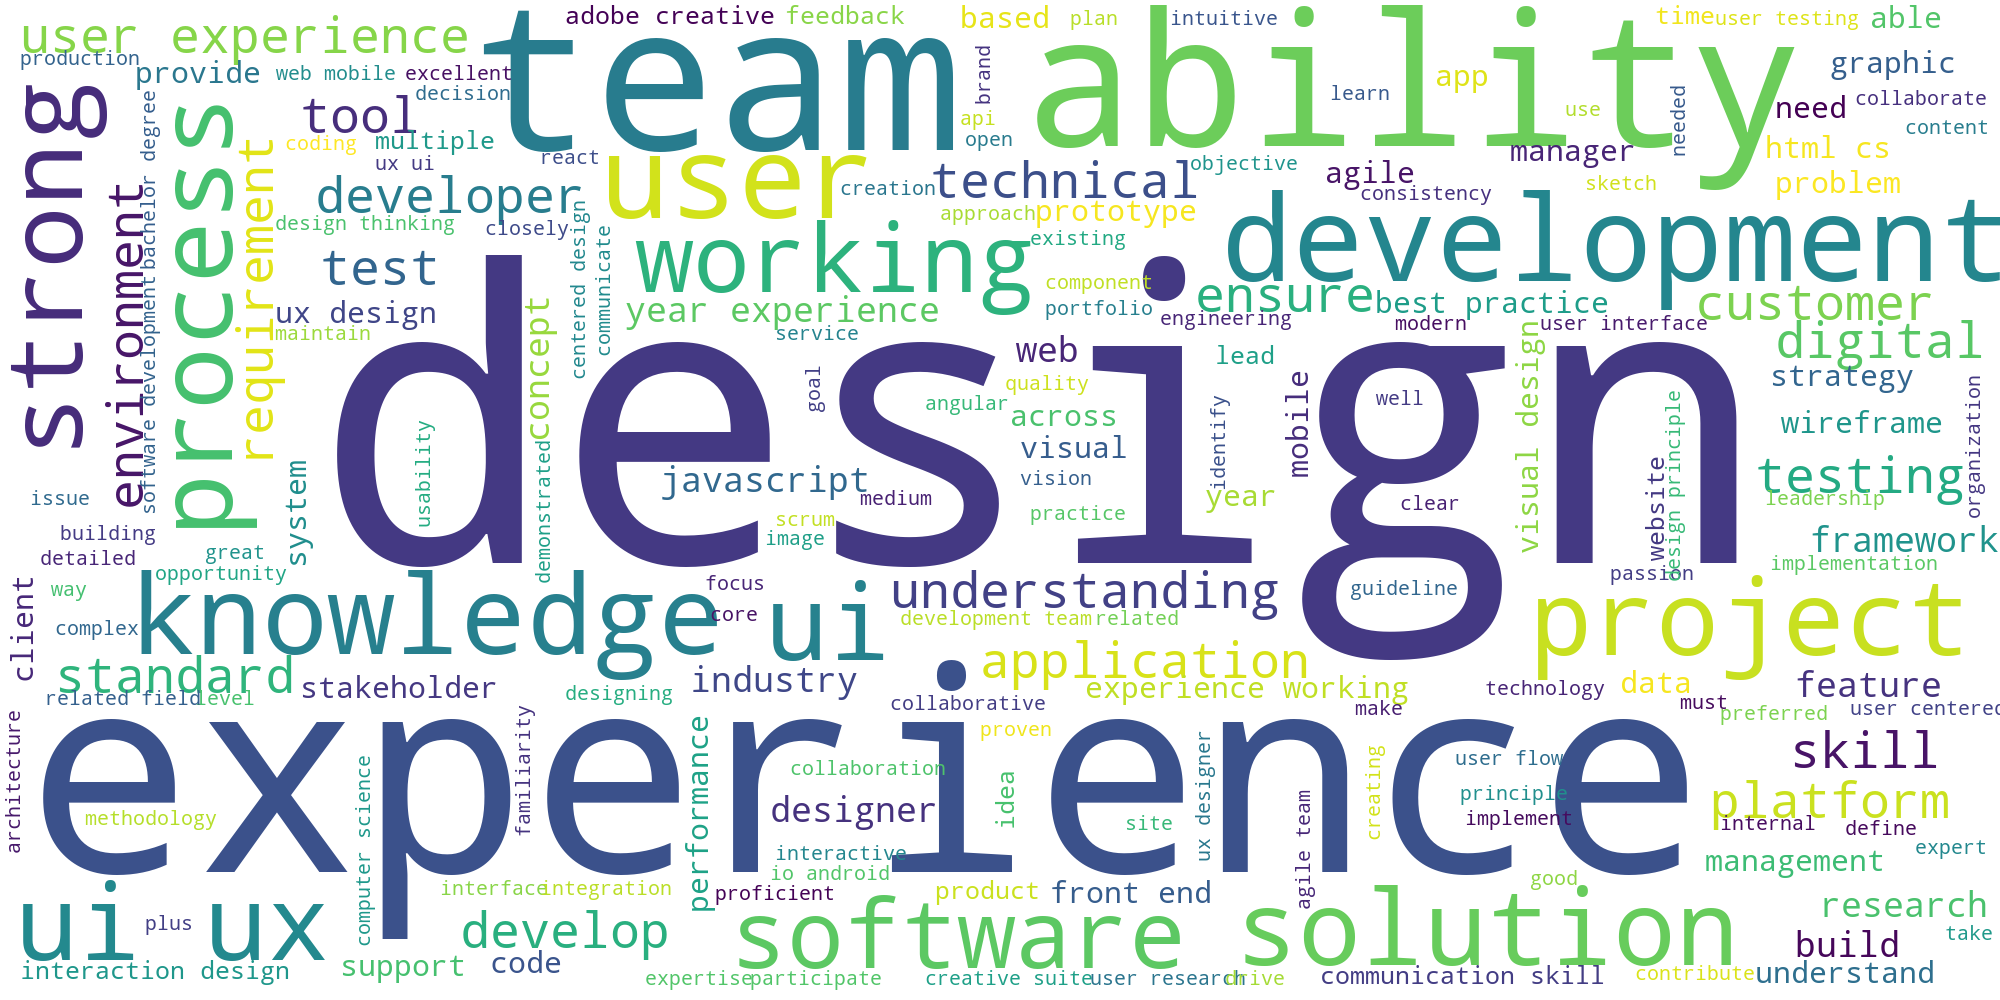 adobe creative
feedback
based
plan
intuitive
time
user testing
able
user experience
team
ability
production
provide
web mobile
excellent
decision
brand
learn
app
use
needed
graphic
need
collaborate
content
strong
process
tool
multiple
coding
ux ui
react
api
open
user
technical
creation
objective
agile
manager
consistency
sketch
html cs
problem
bachelor degree
software development
environment
requirement
developer
design thinking
closely
centered design
communicate
approach
prototype
existing
development
working
test
ux design
maintain
concept
year experience
service
component
portfolio
ensure
best practice
engineering
modern
user interface
customer
digital
design
web
lead
goal
quality
angular
across
visual
vision
practice
identify
year
mobile
well
clear
visual design
strategy
wireframe
organization
design principle
website
testing
leadership
framework
implementation
passion
usability
demonstrated
javascript
medium
scrum
image
system
issue
building
detailed
great
opportunity
way
complex
client
knowledge
focus
core
ui
understanding
development team
related
guideline
project
standard
related field
level
stakeholder
designing
industry
collaborative
application
experience working
make
technology
data
must
feature
preferred
user centered
architecture
experience
methodology
computer science
familiarity
performance
collaboration
designer
proven
idea
site
ux designer
agile team
creating
user flow
principle
implement
skill
platform
internal
define
expert
management
interactive
io android
proficient
interface
integration
product
front end
good
ui ux
plus
interaction design
support
develop
code
software
solution
research
build
take
expertise
participate
creative suite
user research
drive
communication skill
contribute
understand